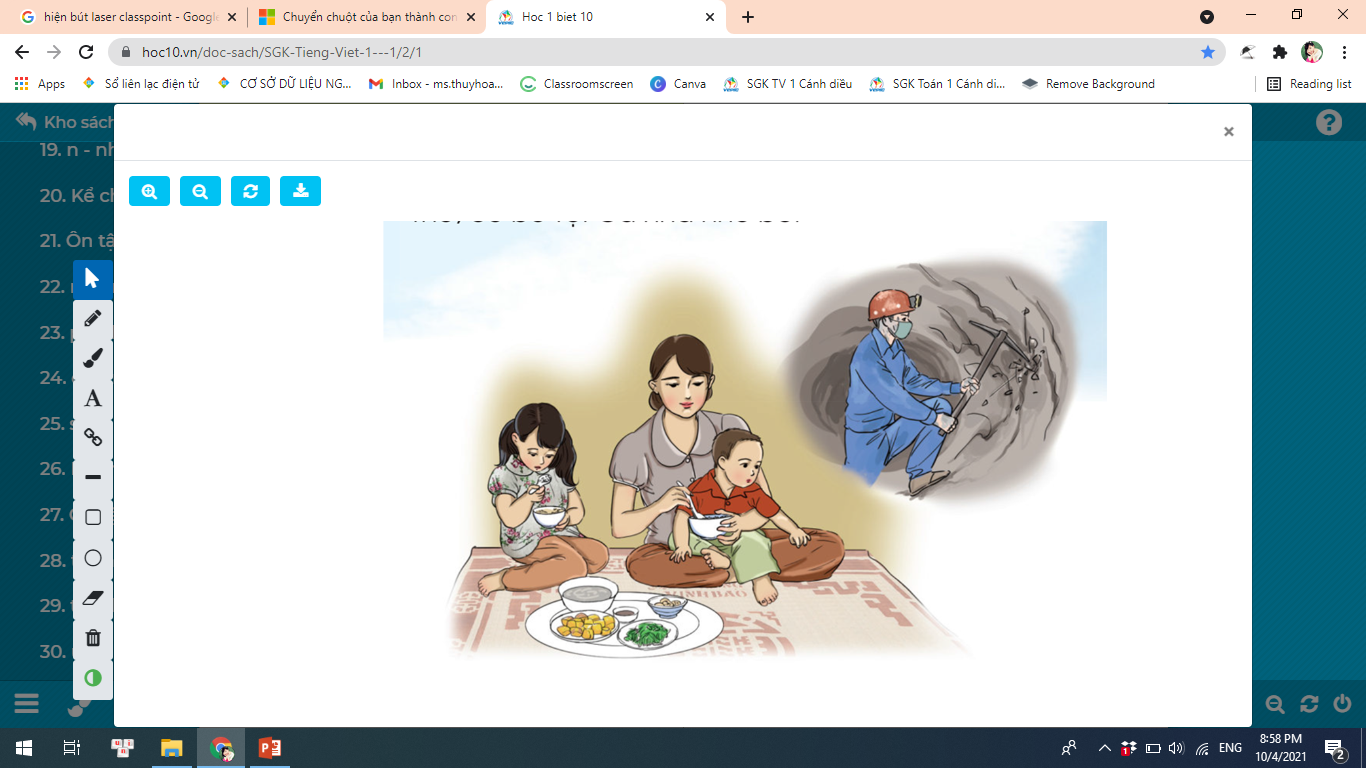 hiện bút laser classpoint - Google
Chuyển chuột của bạn thành con
Hoc 1 biet 10
hoc10.vn/doc-sach/SGK-Tieng-Viet-1---1/2/1
Apps
Sổ liên lạc điện tử
CƠ SỞ DỮ LIỆU NG...
Inbox - ms.thuyhoa...
Classroomscreen
Canva
SGK TV 1 Cánh diều
SGK Toán 1 Cánh di...
Remove Background
Reading list
Kho sách
19. n - nh
20. Kể ch
21. Ôn tậ
22.
23.
24.
25.
26.
27.
28.
29.
30.
A
ENG
8:58 PM
10/4/2021
1
2